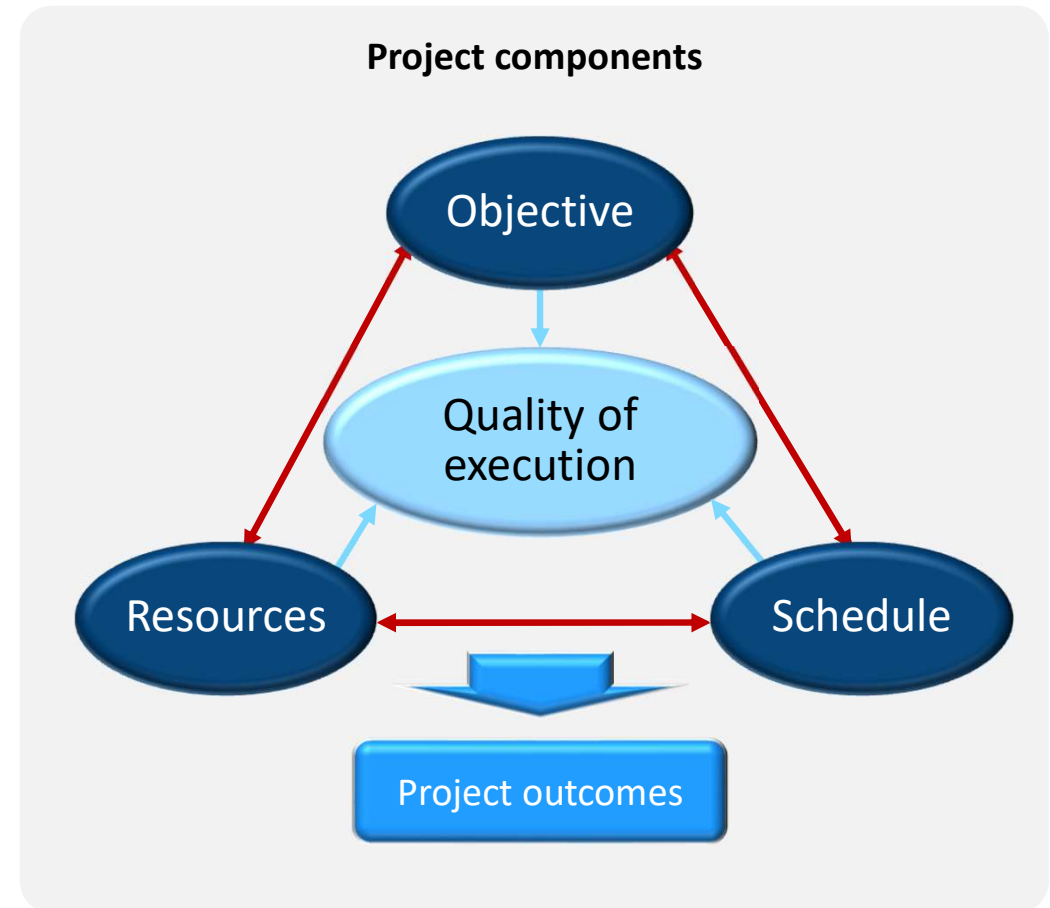 Project components
Objective
Quality of
execution
Resources
Schedule
Project outcomes